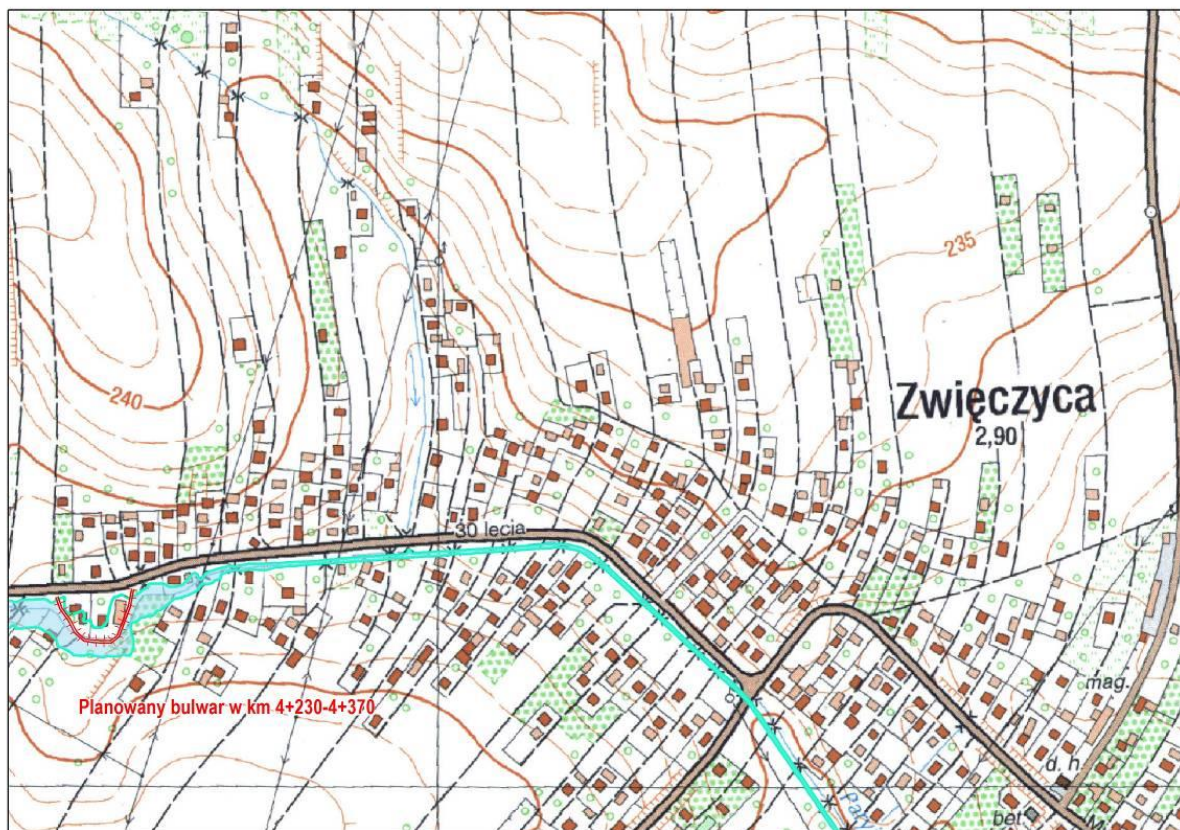 235
240
Zwięczyca
2,90
30 lecia
mag.
Planowany bulwar w km 4+230-4+370
d. h.
bet.